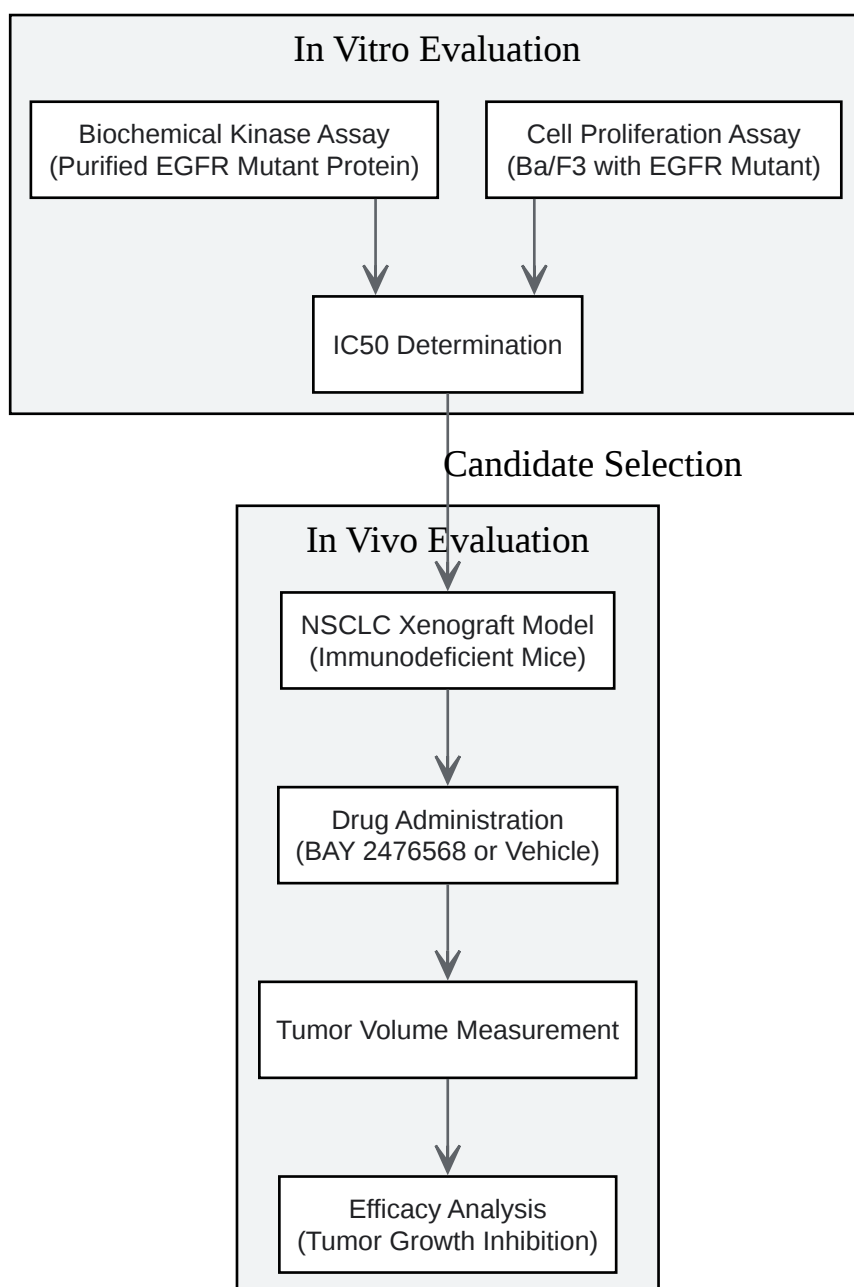 In Vitro Evaluation
Biochemical Kinase Assay
(Purified EGFR Mutant Protein)
Cell Proliferation Assay
(Ba/F3 with EGFR Mutant)
IC50 Determination
Candidate Selection
In Vivo Evaluation
NSCLC Xenograft Model
(Immunodeficient Mice)
Drug Administration
(BAY 2476568 or Vehicle)
Tumor Volume Measurement
Efficacy Analysis
(Tumor Growth Inhibition)